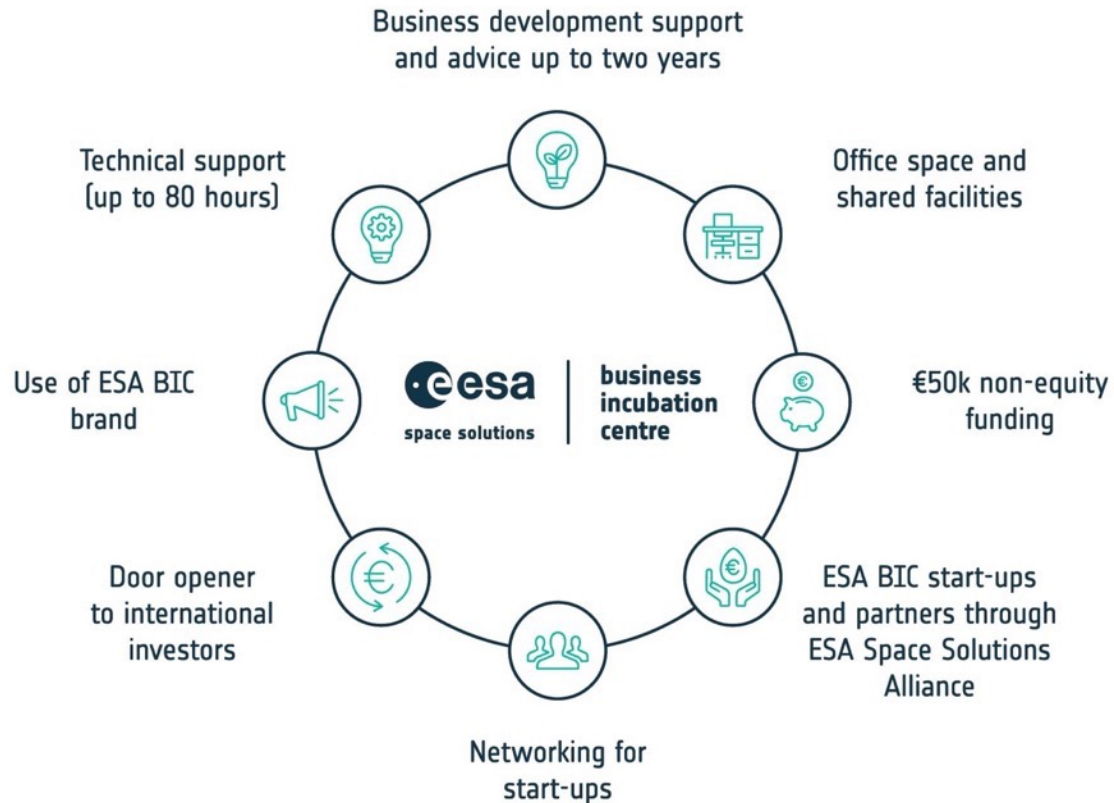 Business development support
and advice up to two years
Technical support
(up to 80 hours)
Office space and
shared facilities
Use of ESA BIC
brand
esa
space solutions
business
incubation
centre
€50k non-equity
funding
Door opener
to international
investors
ESA BIC start-ups
and partners through
ESA Space Solutions
Alliance
Networking for
start-ups